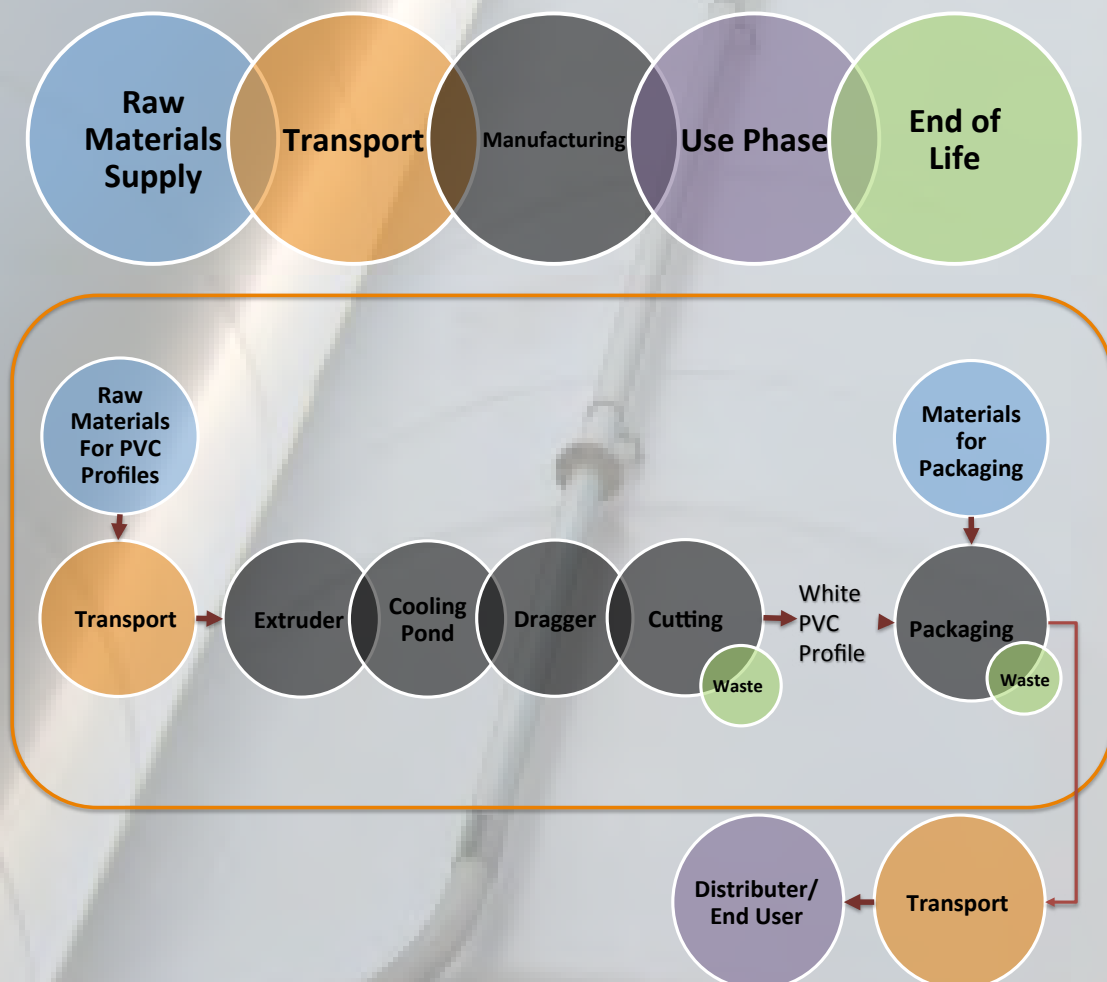 Raw
Materials
Supply
Transport
Manufacturing
Use Phase
End of
Life
Raw
Materials
For PVC
Profiles
Materials
for
Packaging
Transport
Extruder
Cooling
Pond
Dragger
Cutting
Waste
White
PVC
Profile
Packaging
Waste
Distributer/
End User
Transport